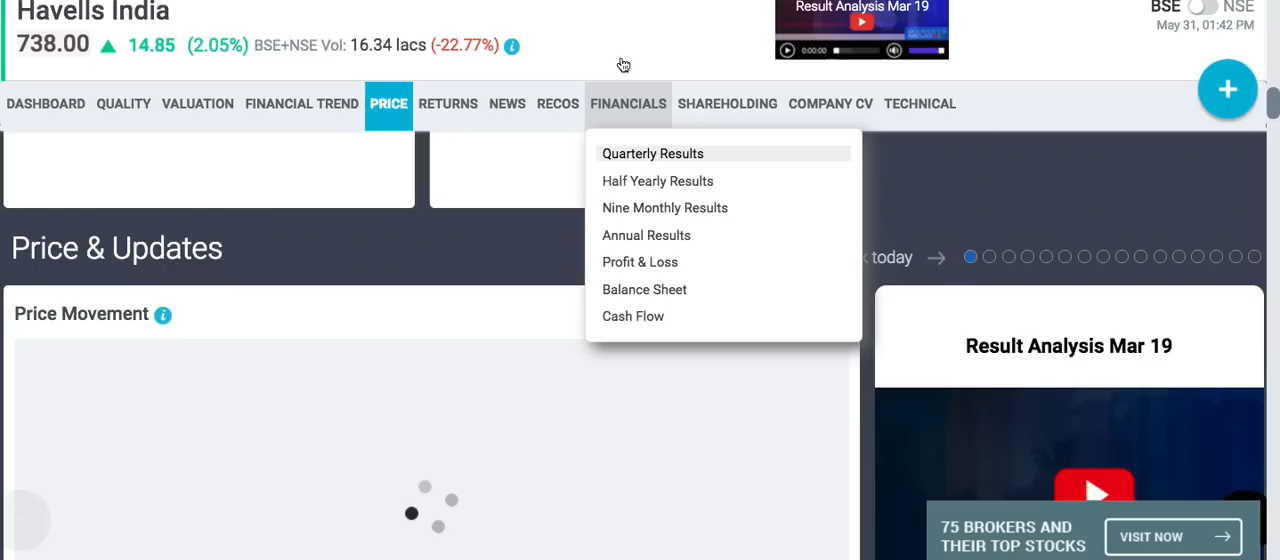 Havells India
738.00 ▲ 14.85 (2.05%) BSE+NSE Vol: 16.34 lacs (-22.77%) i
Result Analysis Mar 19
0:00:00
BSE NSE
May 31, 01:42 PM
DASHBOARD QUALITY VALUATION FINANCIAL TREND PRICE RETURNS NEWS RECOS FINANCIALS SHAREHOLDING COMPANY CV TECHNICAL
+
Quarterly Results
Half Yearly Results
Nine Monthly Results
Annual Results
Profit & Loss
Balance Sheet
Cash Flow
Price & Updates
today →
Price Movement i
Result Analysis Mar 19
75 BROKERS AND
THEIR TOP STOCKS
VISIT NOW →